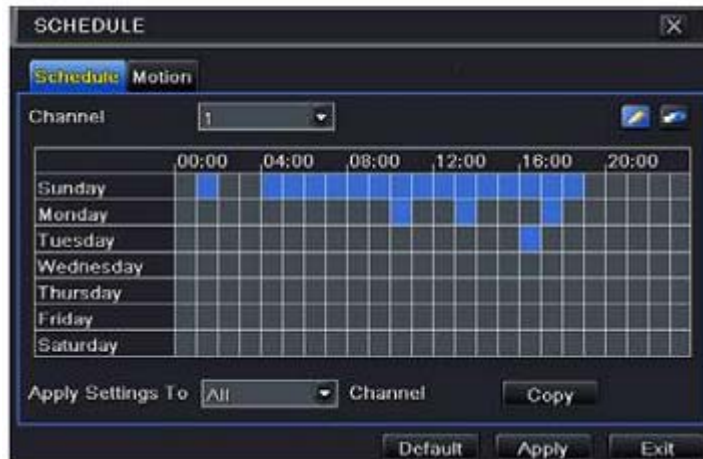 SCHEDULE
Schedule Motion
Channel 1
00:00 04:00 08:00 12:00 16:00 20:00
Sunday
Monday
Tuesday
Wednesday
Thursday
Friday
Saturday
Apply Settings To All Channel Copy
Default Apply Exit